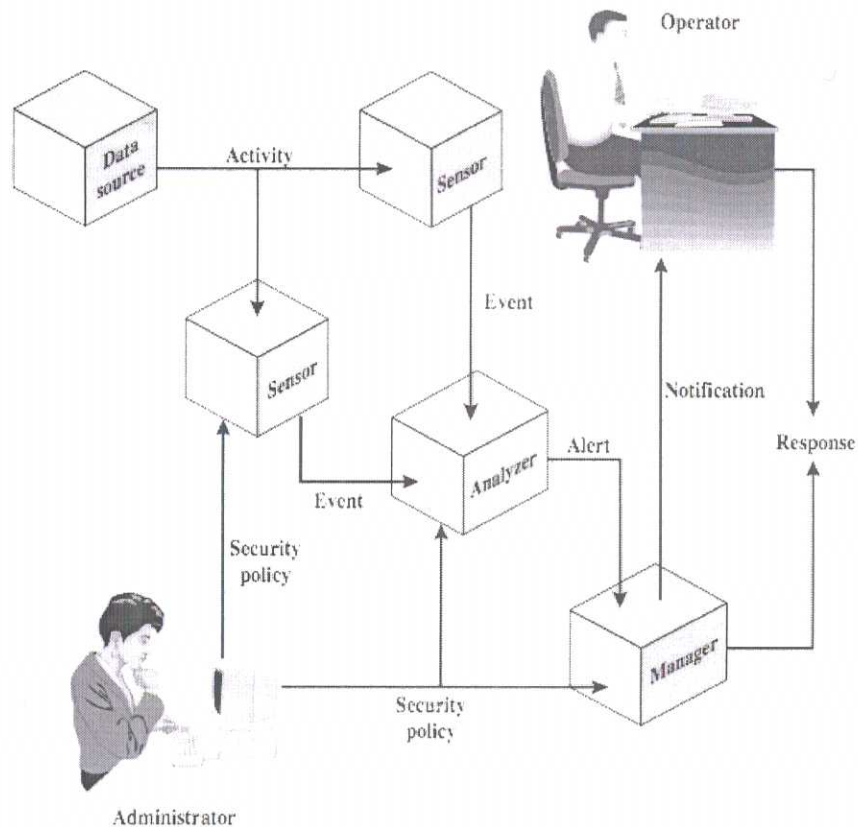 Operator
Data
source
Activity
Sensor
Event
Sensor
Notification
Response
Alert
Analyzer
Event
Security
policy
Manager
Security
policy
Administrator